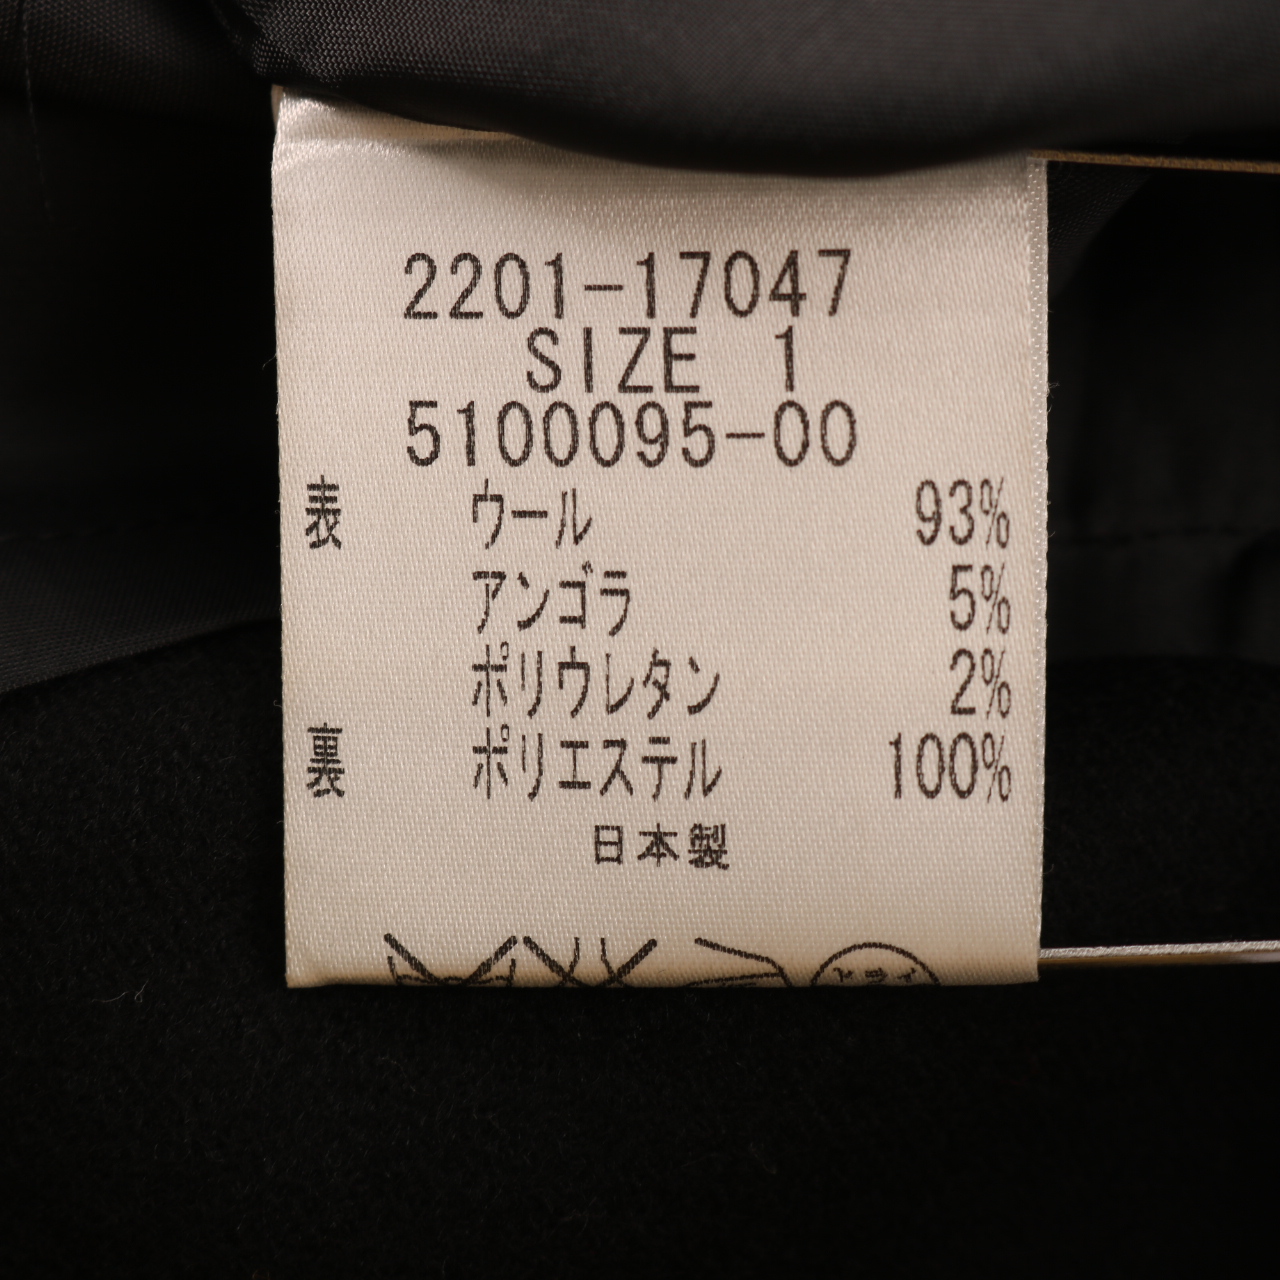 2201-17047
SIZE 1
5100095-00
表 ウール 93%
アンゴラ 5%
ポリウレタン 2%
裏 ポリエステル 100%
日本製